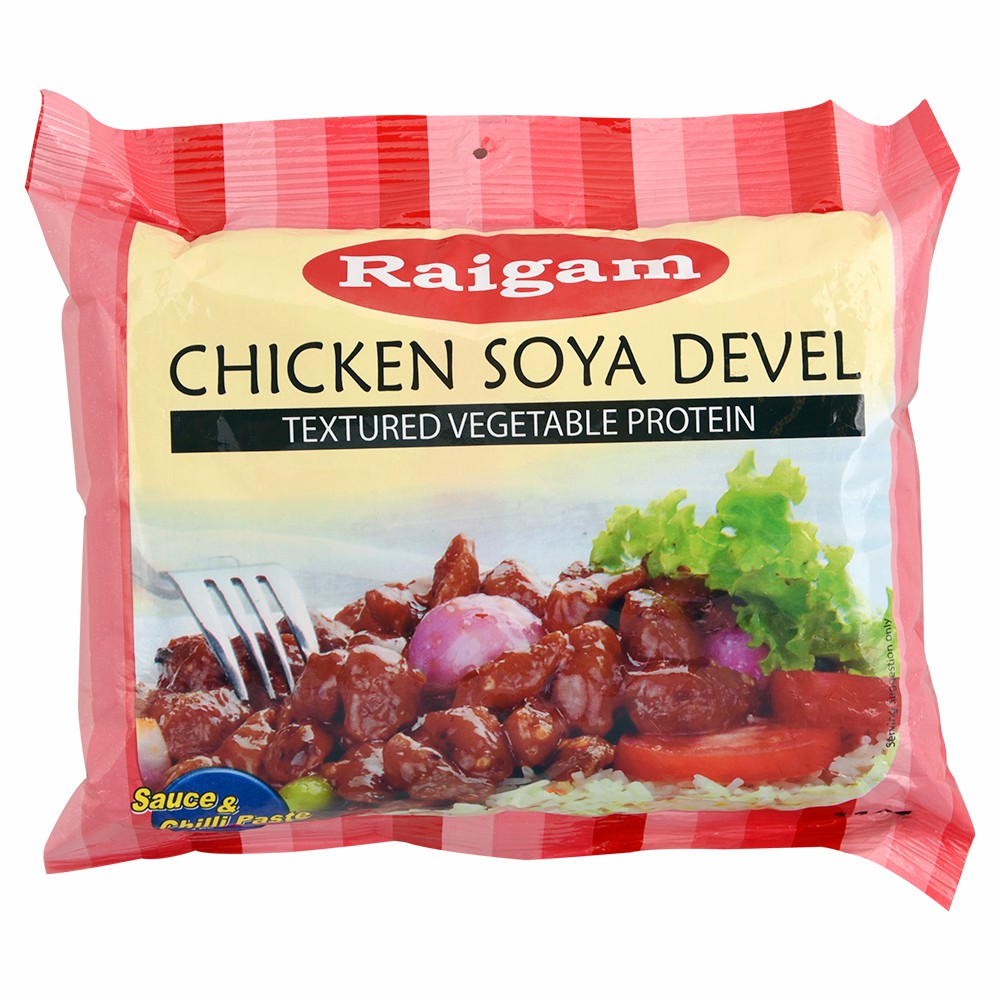 Raigam
CHICKEN SOYA DEVEL
TEXTURED VEGETABLE PROTEIN
Serving suggestion only
Sauce &
Chilli Paste